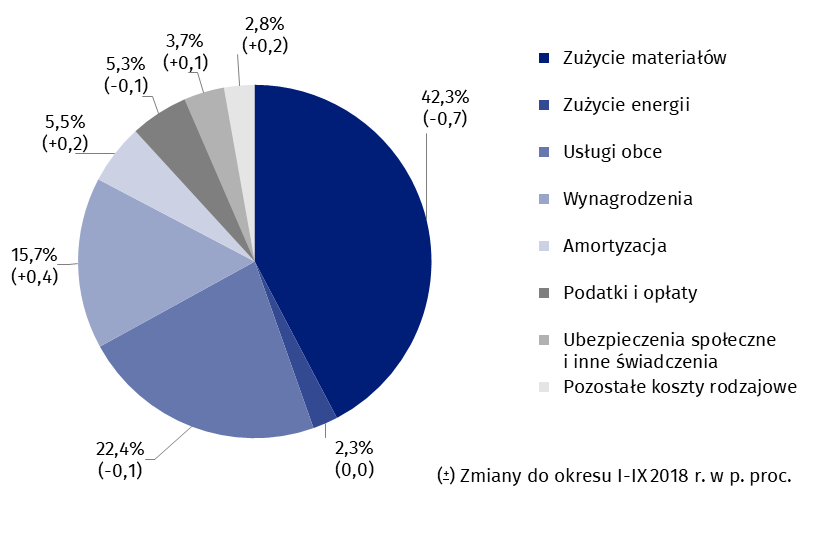 2,8%
(+0,2)
3,7%
(+0,1)
5,3%
(-0,1)
5,5%
(+0,2)
15,7%
(+0,4)
22,4%
(-0,1)
2,3%
(0,0)
42,3%
(-0,7)
Zużycie materiałów
Zużycie energii
Usługi obce
Wynagrodzenia
Amortyzacja
Podatki i opłaty
Ubezpieczenia społeczne
i inne świadczenia
Pozostałe koszty rodzajowe
(±) Zmiany do okresu I-IX 2018 r. w p. proc.